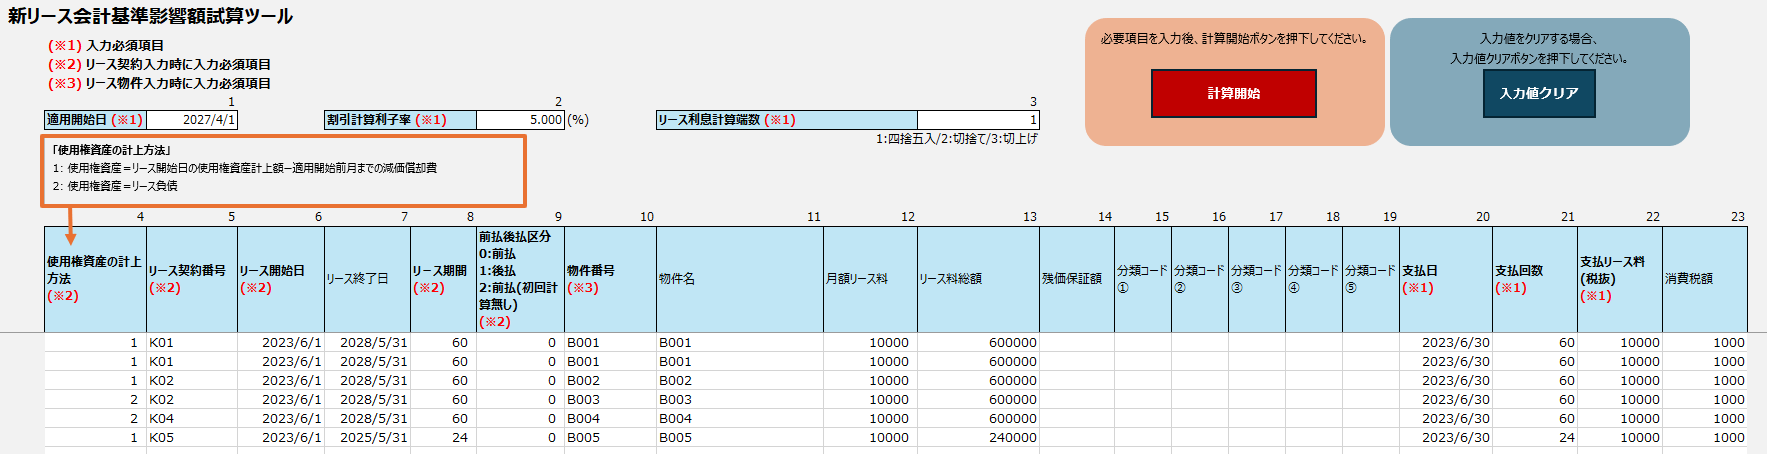 新リース会計基準影響額試算ツール
(※1) 入力必須項目
(※2) リース契約入力時に入力必須項目
(※3) リース物件入力時に入力必須項目
必要項目を入力後、計算開始ボタンを押下してください。
計算開始
入力値をクリアする場合、
入力値クリアボタンを押下してください。
入力値クリア
1 2 3
適用開始日 (※1) 2027/4/1 割引計算利子率 (※1) 5.000 (%) リース利息計算端数 (※1) 1
1:四捨五入/2:切捨て/3:切上げ
「使用権資産の計上方法」
1: 使用権資産=リース開始日の使用権資産計上額-適用開始前月までの減価償却費
2: 使用権資産=リース負債
4 5 6 7 8 9 10 11 12 13 14 15 16 17 18 19 20 21 22 23
使用権資産の計上
方法
(※2)
リース契約番号
(※2)
リース開始日
(※2)
リース終了日
リース期間
(※2)
前払後払区分
0:前払
1:後払
2:前払(初回計
算無し)
(※2)
物件番号
(※3)
物件名
月額リース料
リース料総額
残価保証額
分類コード
①
分類コード
②
分類コード
③
分類コード
④
分類コード
⑤
支払日
(※1)
支払回数
(※1)
支払リース料
(税抜)
(※1)
消費税額
1 K01 2023/6/1 2028/5/31 60 0 B001 B001 10000 600000 2023/6/30 60 10000 1000
1 K01 2023/6/1 2028/5/31 60 0 B001 B001 10000 600000 2023/6/30 60 10000 1000
1 K02 2023/6/1 2028/5/31 60 0 B002 B002 10000 600000 2023/6/30 60 10000 1000
2 K02 2023/6/1 2028/5/31 60 0 B003 B003 10000 600000 2023/6/30 60 10000 1000
2 K04 2023/6/1 2028/5/31 60 0 B004 B004 10000 600000 2023/6/30 60 10000 1000
1 K05 2023/6/1 2025/5/31 24 0 B005 B005 10000 240000 2023/6/30 24 10000 1000